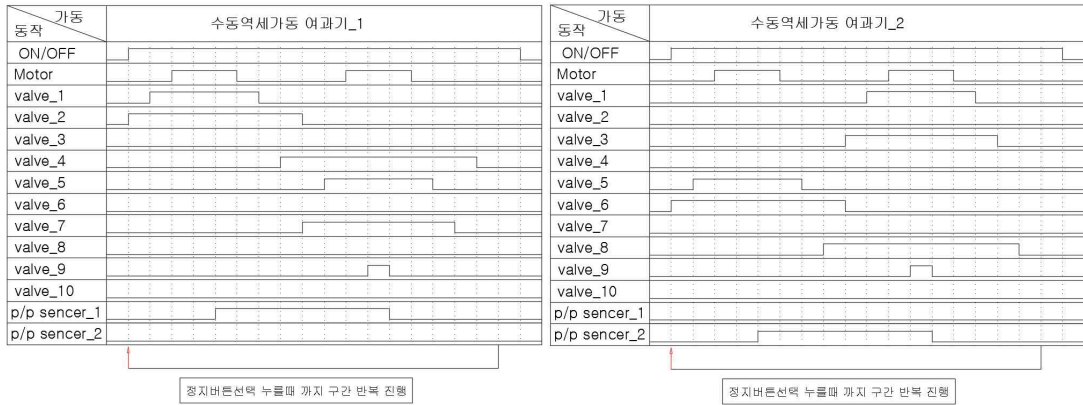 가동
동작
수동역세가동 여과기_1
ON/OFF
Motor
valve_1
valve_2
valve_3
valve_4
valve_5
valve_6
valve_7
valve_8
valve_9
valve_10
p/p sencer_1
p/p sencer_2
정지버튼선택 누를때 까지 구간 반복 진행
가동
동작
수동역세가동 여과기_2
ON/OFF
Motor
valve_1
valve_2
valve_3
valve_4
valve_5
valve_6
valve_7
valve_8
valve_9
valve_10
p/p sencer_1
p/p sencer_2
정지버튼선택 누를때 까지 구간 반복 진행